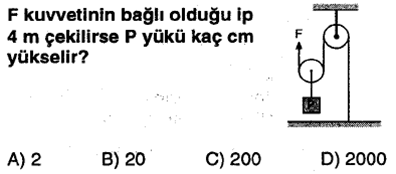 F kuvvetinin bağlı olduğu ip
4 m çekilirse P yükü kaç cm
yükselir?
F
P
A) 2 B) 20 C) 200 D) 2000